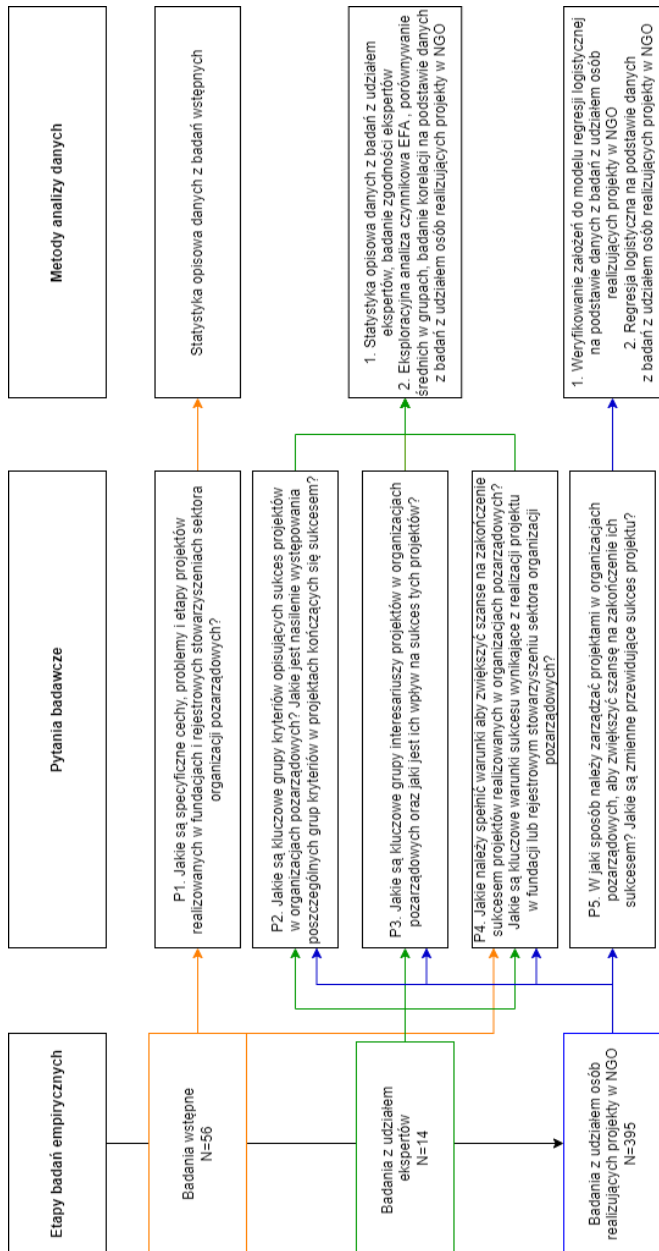 Etapy badań empirycznych
Pytania badawcze
Metody analizy danych
Badania wstępne
N=56
P1. Jakie są specyficzne cechy, problemy i etapy projektów
realizowanych w fundacjach i rejestrowych stowarzyszeniach sektora
organizacji pozarządowych?
Statystyka opisowa danych z badań wstępnych
P2. Jakie są kluczowe grupy kryteriów opisujących sukces projektów
w organizacjach pozarządowych? Jakie jest nasilenie występowania
poszczególnych grup kryteriów w projektach kończących się sukcesem?
Badania z udziałem
ekspertów
N=14
P3. Jakie są kluczowe grupy interesariuszy projektów w organizacjach
pozarządowych oraz jaki jest ich wpływ na sukces tych projektów?
1. Statystyka opisowa danych z badań z udziałem
ekspertów, badanie zgodności ekspertów
2. Eksploracyjna analiza czynnikowa EFA , porównywanie
średnich w grupach, badanie korelacji na podstawie danych
z badań z udziałem osób realizujących projekty w NGO
P4. Jakie należy spełnić warunki aby zwiększyć szanse na zakończenie
sukcesem projektów realizowanych w organizacjach pozarządowych?
Jakie są kluczowe warunki sukcesu wynikające z realizacji projektu
w fundacji lub rejestrowym stowarzyszeniu sektora organizacji
pozarządowych?
Badania z udziałem osób
realizujących projekty w NGO
N=395
P5. W jaki sposób należy zarządzać projektami w organizacjach
pozarządowych, aby zwiększyć szansę na zakończenie ich
sukcesem? Jakie są zmienne przewidujące sukces projektu?
1. Weryfikowanie założeń do modelu regresji logistycznej
na podstawie danych z badań z udziałem osób
realizujących projekty w NGO
2. Regresja logistyczna na podstawie danych
z badań z udziałem osób realizujących projekty w NGO